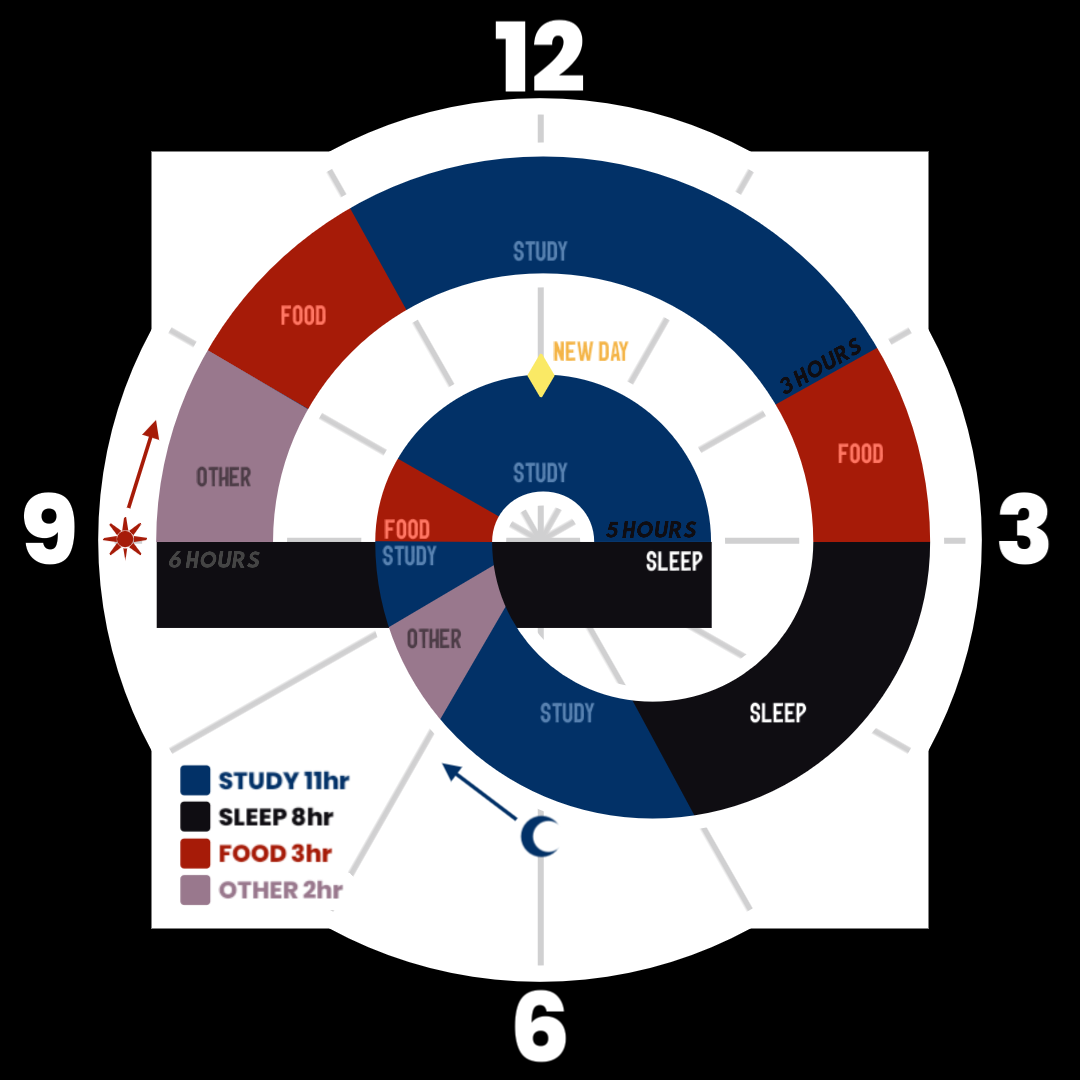 12
STUDY
FOOD
NEW DAY
3 HOURS
FOOD
OTHER
STUDY
9
3
FOOD
5 HOURS
6 HOURS
STUDY
SLEEP
OTHER
STUDY
SLEEP
STUDY 11hr
SLEEP 8hr
FOOD 3hr
OTHER 2hr
6